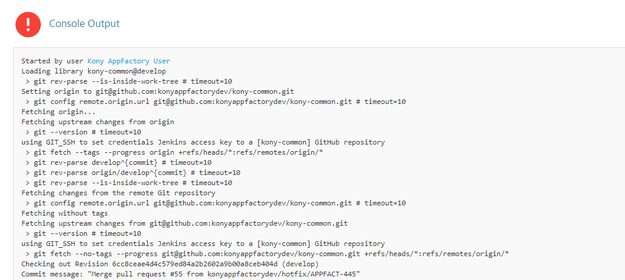 Console Output
Started by user Kony AppFactory User
Loading library kony-common@develop
> git rev-parse --is-inside-work-tree # timeout=10
Setting origin to git@github.com:konyappfactorydev/kony-common.git
> git config remote.origin.url git@github.com:konyappfactorydev/kony-common.git # timeout=10
Fetching origin...
Fetching upstream changes from origin
> git --version # timeout=10
using GIT_SSH to set credentials Jenkins access key to a [kony-common] GitHub repository
> git fetch --tags --progress origin +refs/heads/*:refs/remotes/origin/*
> git rev-parse develop^{commit} # timeout=10
> git rev-parse origin/develop^{commit} # timeout=10
> git rev-parse --is-inside-work-tree # timeout=10
Fetching changes from the remote Git repository
> git config remote.origin.url git@github.com:konyappfactorydev/kony-common.git # timeout=10
Fetching without tags
Fetching upstream changes from git@github.com:konyappfactorydev/kony-common.git
> git --version # timeout=10
using GIT_SSH to set credentials Jenkins access key to a [kony-common] GitHub repository
> git fetch --no-tags --progress git@github.com:konyappfactorydev/kony-common.git +refs/heads/*:refs/remotes/origin/*
Checking out Revision 6cc8ceae4d4c579ed84a2b2602a9b00a8ceb404d (develop)
Commit message: "Merge pull request #55 from konyappfactorydev/hotfix/APPFACT-445"